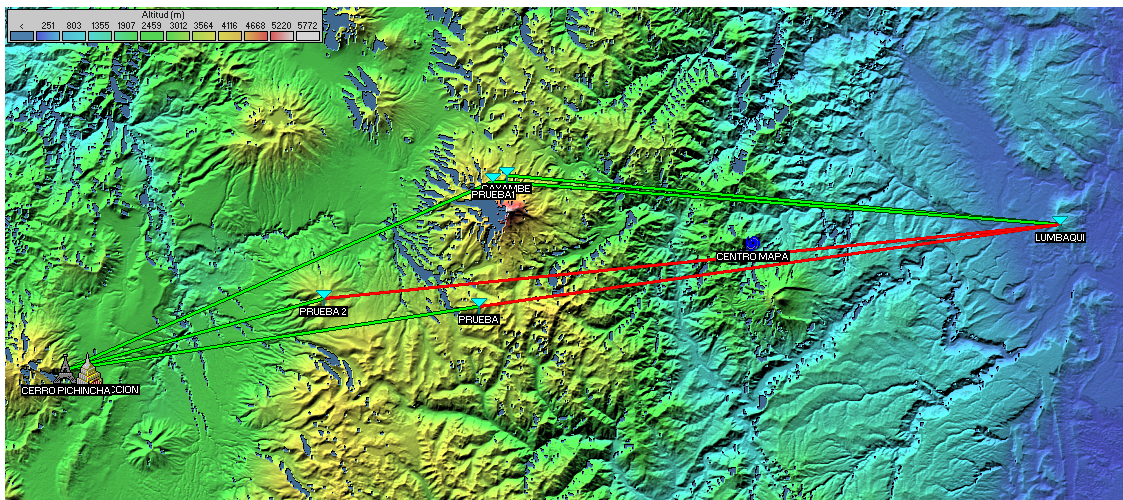 Altitud (m)
< 251 803 1355 1907 2459 3012 3564 4116 4668 5220 5772
CAYAMBE
PRUEBA1
LUMBAQUI
CENTRO MAPA
PRUEBA 2
PRUEBA
CERRO PICHINCHA CCION